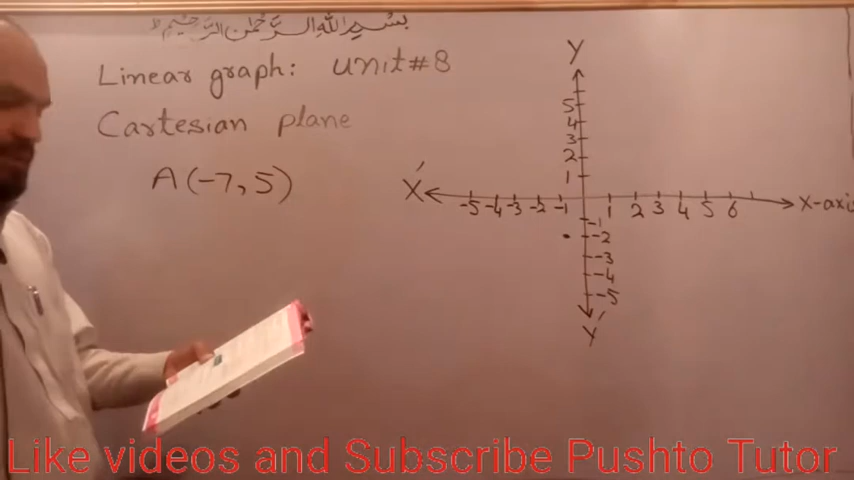 بسم الله الرحمن الرحيم
Linear graph: unit#8
Cartesian plane
A(-7,5)
Y
5
4
3
2
1
X'
-5 -4 -3 -2 -1 1 2 3 4 5 6
X-axis
-1
-2
-3
-4
-5
Y'
Like videos and Subscribe Pushto Tutor